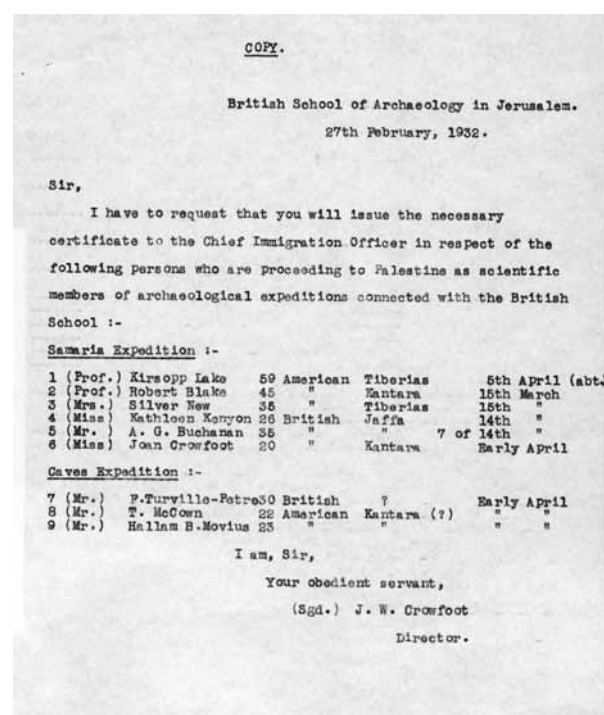 COPY.
British School of Archaeology in Jerusalem.
27th February, 1932.
Sir,
I have to request that you will issue the necessary
certificate to the Chief Immigration Officer in respect of the
following persons who are proceeding to Palestine as scientific
members of archaeological expeditions connected with the British
School :-
Samaria Expedition :-
1 (Prof.) Kirsopp Lake 59 American Tiberias 5th April (abt.)
2 (Prof.) Robert Blake 45 " Kantara 15th March
3 (Mrs.) Silver New 35 " Tiberias 15th "
4 (Miss) Kathleen Kenyon 26 British Jaffa 14th "
5 (Mr. ) A. G. Buchanan 35 " " 7 of 14th "
6 (Miss) Joan Crowfoot 20 " Kantara Early April
Caves Expedition :-
7 (Mr.) F.Turville-Petre30 British ? Early April
8 (Mr.) T. McCown 22 American Kantara (?) " "
9 (Mr.) Hallam B.Movius 23 " " " "
I am, Sir,
Your obedient servant,
(Sgd.) J. W. Crowfoot
Director.